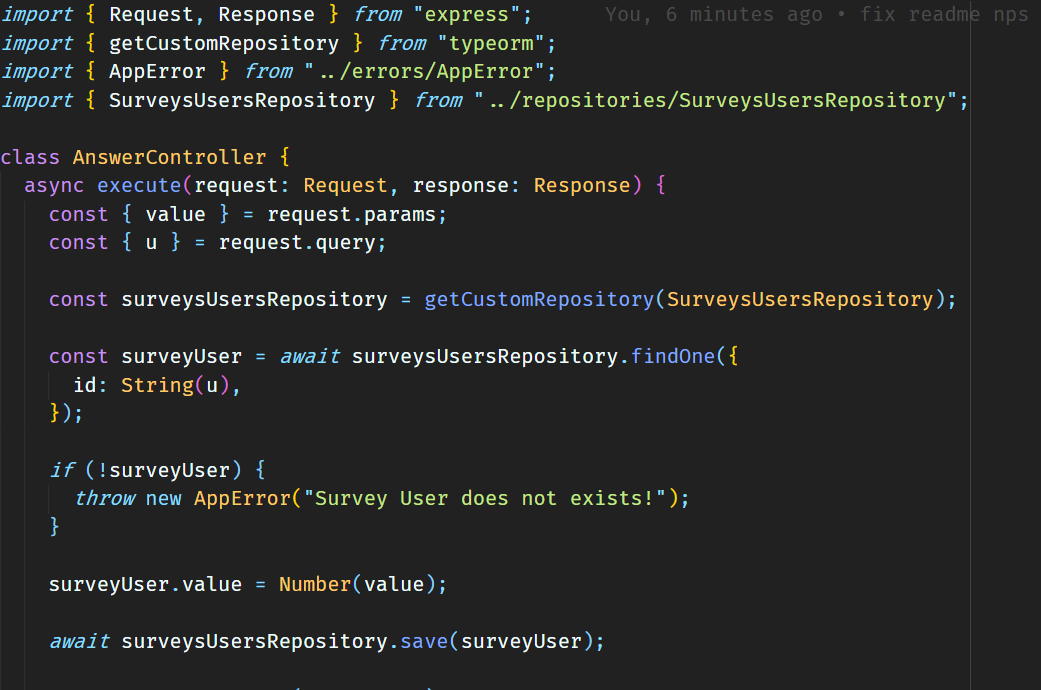 import { Request, Response } from "express"; You, 6 minutes ago • fix readme nps
import { getCustomRepository } from "typeorm";
import { AppError } from "../errors/AppError";
import { SurveysUsersRepository } from "../repositories/SurveysUsersRepository";
class AnswerController {
async execute(request: Request, response: Response) {
const { value } = request.params;
const { u } = request.query;
const surveysUsersRepository = getCustomRepository(SurveysUsersRepository);
const surveyUser = await surveysUsersRepository.findOne({
id: String(u),
});
if (!surveyUser) {
throw new AppError("Survey User does not exists!");
}
surveyUser.value = Number(value);
await surveysUsersRepository.save(surveyUser);